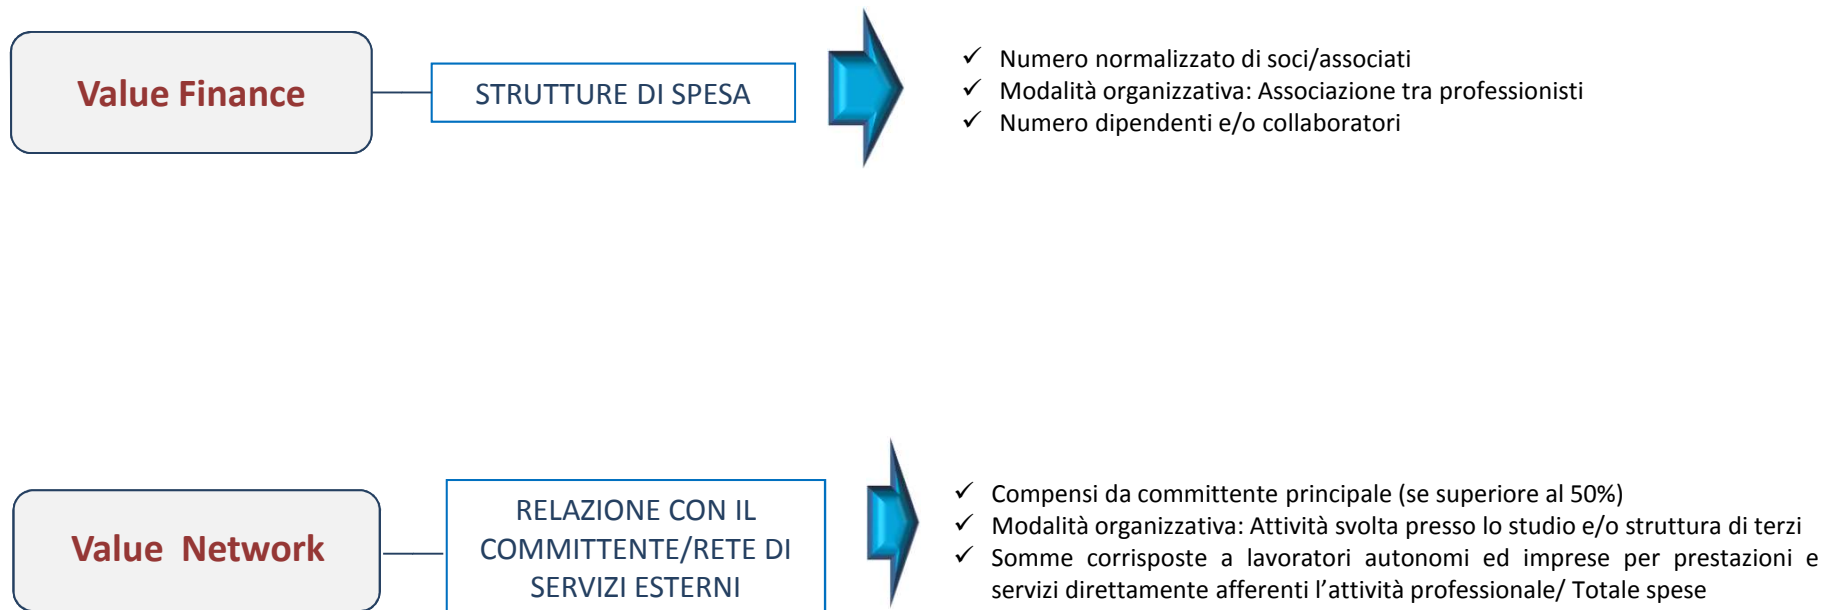 Value Finance
STRUTTURE DI SPESA
✓ Numero normalizzato di soci/associati
✓ Modalità organizzativa: Associazione tra professionisti
✓ Numero dipendenti e/o collaboratori
Value Network
RELAZIONE CON IL
COMMITTENTE/RETE DI
SERVIZI ESTERNI
✓ Compensi da committente principale (se superiore al 50%)
✓ Modalità organizzativa: Attività svolta presso lo studio e/o struttura di terzi
✓ Somme corrisposte a lavoratori autonomi ed imprese per prestazioni e
servizi direttamente afferenti l’attività professionale/ Totale spese